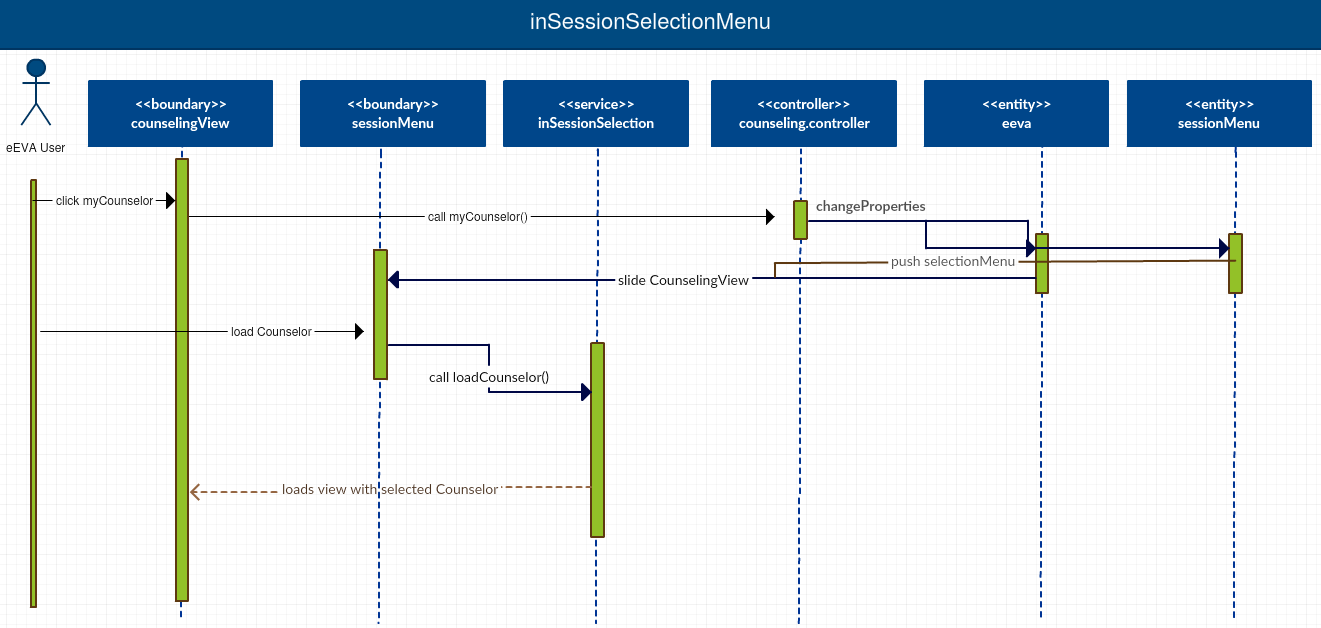 inSessionSelectionMenu
<<boundary>>
counselingView
<<boundary>>
sessionMenu
<<service>>
inSessionSelection
<<controller>>
counseling.controller
<<entity>>
eeva
<<entity>>
sessionMenu
eEVA User
click myCounselor
call myCounselor()
changeProperties
push selectionMenu
slide CounselingView
load Counselor
call loadCounselor()
loads view with selected Counselor